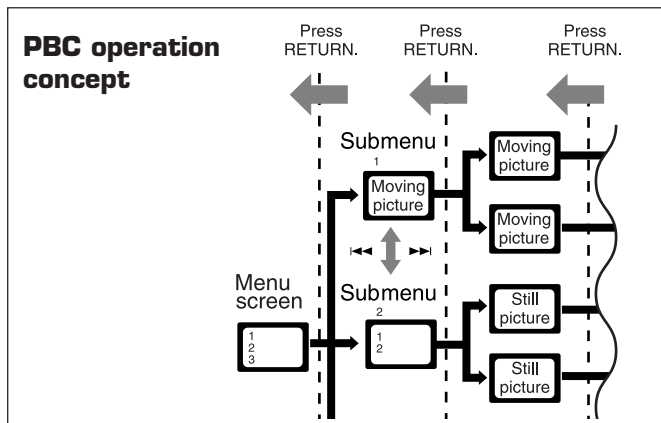 PBC operation
concept
Press
RETURN.
Press
RETURN.
Press
RETURN.
Submenu
1
Moving
picture
Moving
picture
Moving
picture
Menu
screen
1
2
3
Submenu
2
1
2
Still
picture
Still
picture